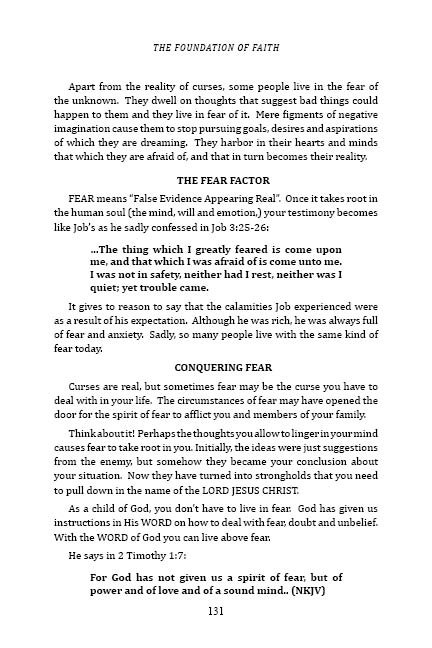 THE FOUNDATION OF FAITH
Apart from the reality of curses, some people live in the fear of
the unknown. They dwell on thoughts that suggest bad things could
happen to them and they live in fear of it. Mere figments of negative
imagination cause them to stop pursuing goals, desires and aspirations
of which they are dreaming. They harbor in their hearts and minds
that which they are afraid of, and that in turn becomes their reality.
THE FEAR FACTOR
FEAR means “False Evidence Appearing Real”. Once it takes root in
the human soul (the mind, will and emotion,) your testimony becomes
like Job’s as he sadly confessed in Job 3:25-26:
...The thing which I greatly feared is come upon
me, and that which I was afraid of is come unto me.
I was not in safety, neither had I rest, neither was I
quiet; yet trouble came.
It gives to reason to say that the calamities Job experienced were
as a result of his expectation. Although he was rich, he was always full
of fear and anxiety. Sadly, so many people live with the same kind of
fear today.
CONQUERING FEAR
Curses are real, but sometimes fear may be the curse you have to
deal with in your life. The circumstances of fear may have opened the
door for the spirit of fear to afflict you and members of your family.
Think about it! Perhaps the thoughts you allow to linger in your mind
causes fear to take root in you. Initially, the ideas were just suggestions
from the enemy, but somehow they became your conclusion about
your situation. Now they have turned into strongholds that you need
to pull down in the name of the LORD JESUS CHRIST.
As a child of God, you don’t have to live in fear. God has given us
instructions in His WORD on how to deal with fear, doubt and unbelief.
With the WORD of God you can live above fear.
He says in 2 Timothy 1:7:
For God has not given us a spirit of fear, but of
power and of love and of a sound mind.. (NKJV)
131